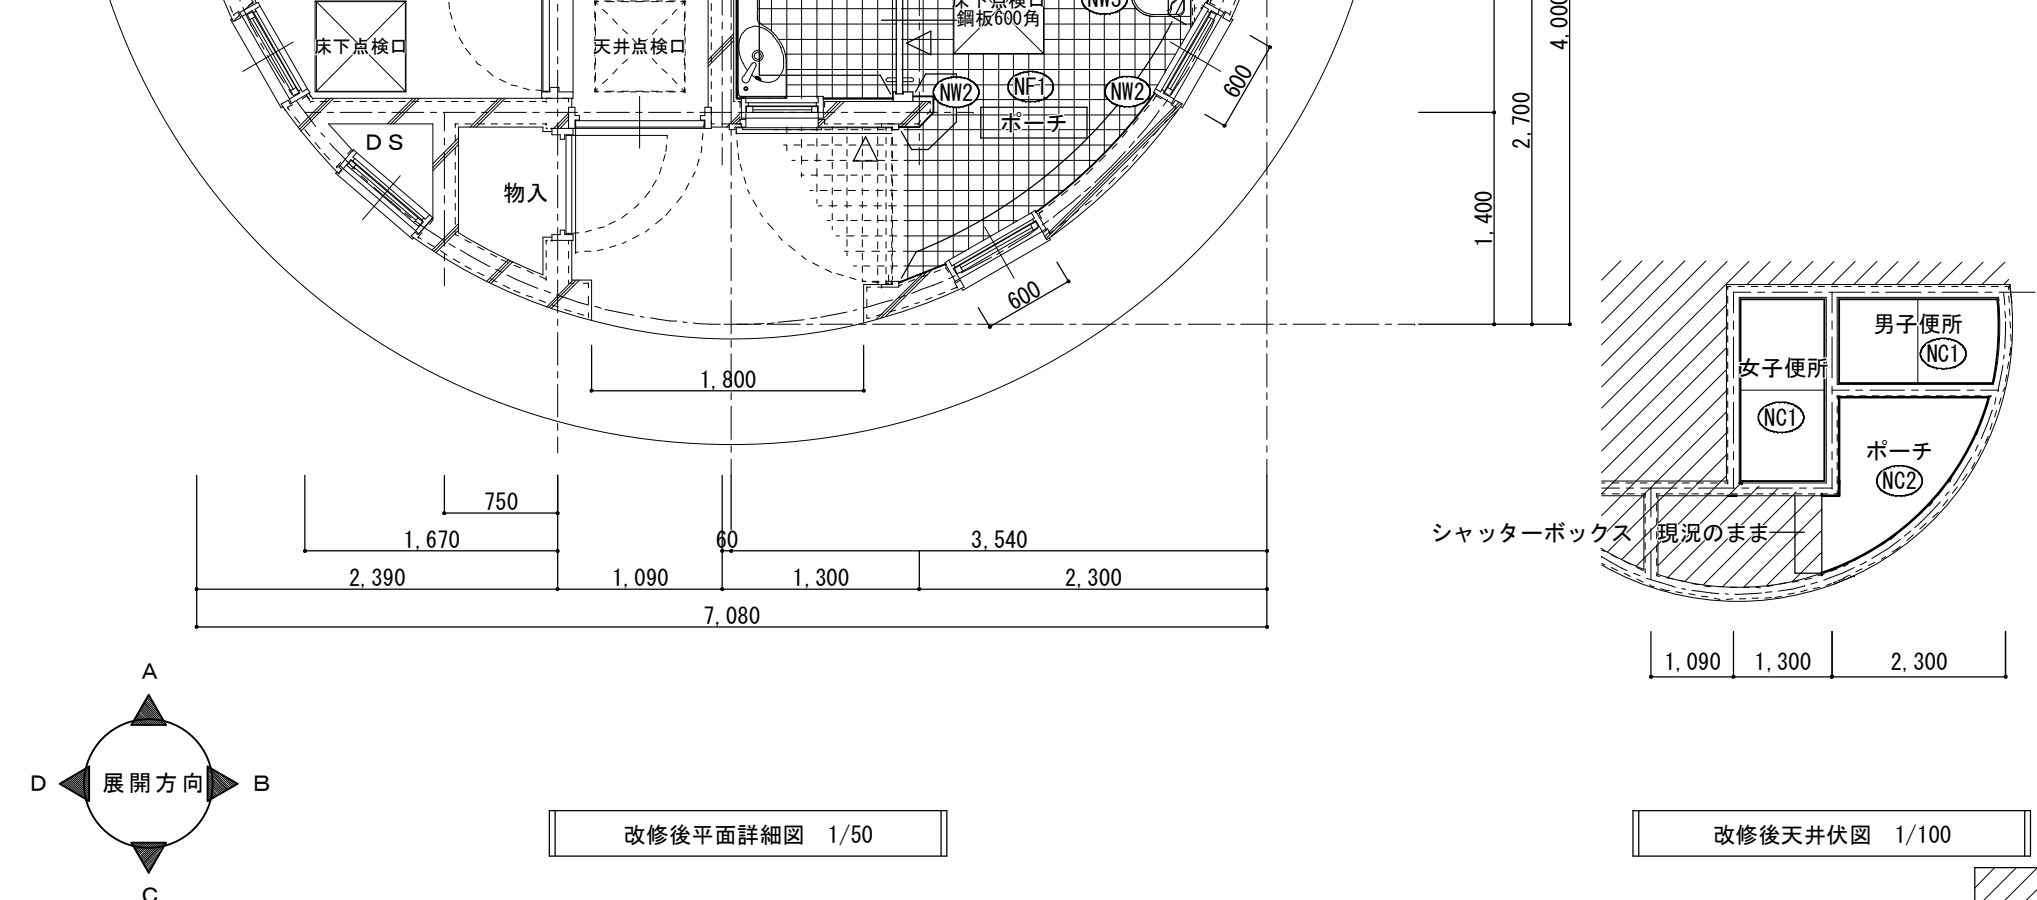 床下点検口
天井点検口
床下点検口
鋼板600角
NW3
NW2
NF1
NW2
ポーチ
DS
物入
600
600
4,000
2,700
1,400
1,800
750
1,670
60
3,540
2,390
1,090
1,300
2,300
7,080
男子便所
NC1
女子便所
NC1
ポーチ
NC2
シャッターボックス 現況のまま
1,090
1,300
2,300
A
D
展開方向
B
C
改修後平面詳細図 1/50
改修後天井伏図 1/100